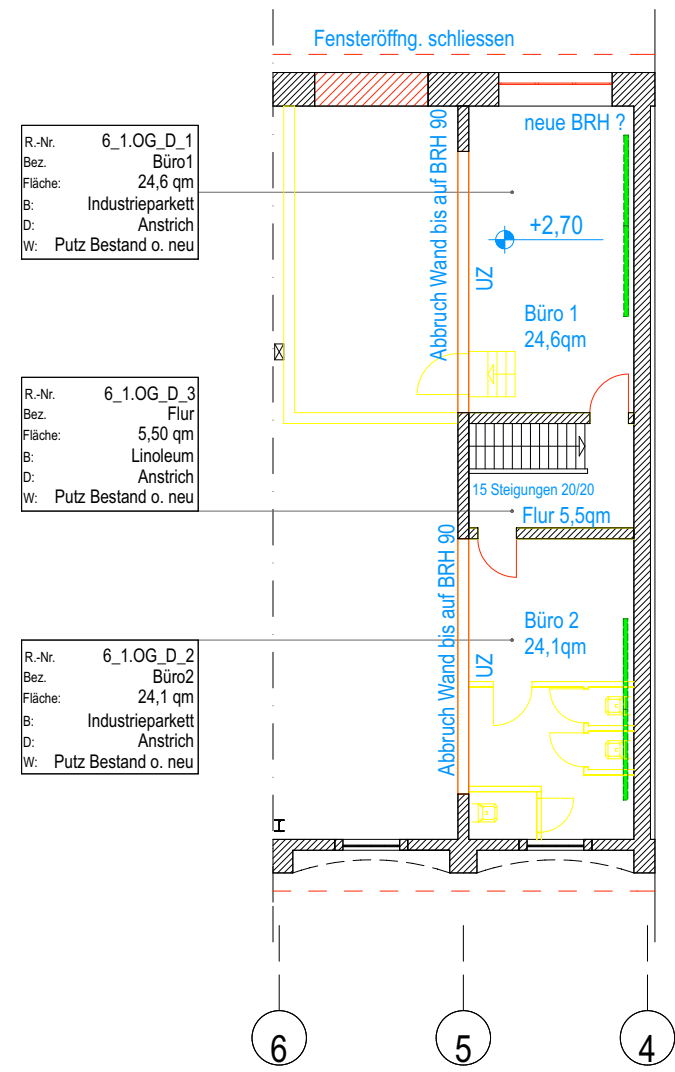 Fensteröffng. schliessen
neue BRH ?
R.-Nr. 6_1.OG_D_1
Bez. Büro1
Fläche: 24,6 qm
B: Industrieparkett
D: Anstrich
W: Putz Bestand o. neu
Abbruch Wand bis auf BRH 90
UZ
+2,70
Büro 1
24,6qm
R.-Nr. 6_1.OG_D_3
Bez. Flur
Fläche: 5,50 qm
B: Linoleum
D: Anstrich
W: Putz Bestand o. neu
15 Steigungen 20/20
Flur 5,5qm
Abbruch Wand bis auf BRH 90
UZ
Büro 2
24,1qm
R.-Nr. 6_1.OG_D_2
Bez. Büro2
Fläche: 24,1 qm
B: Industrieparkett
D: Anstrich
W: Putz Bestand o. neu
6 5 4